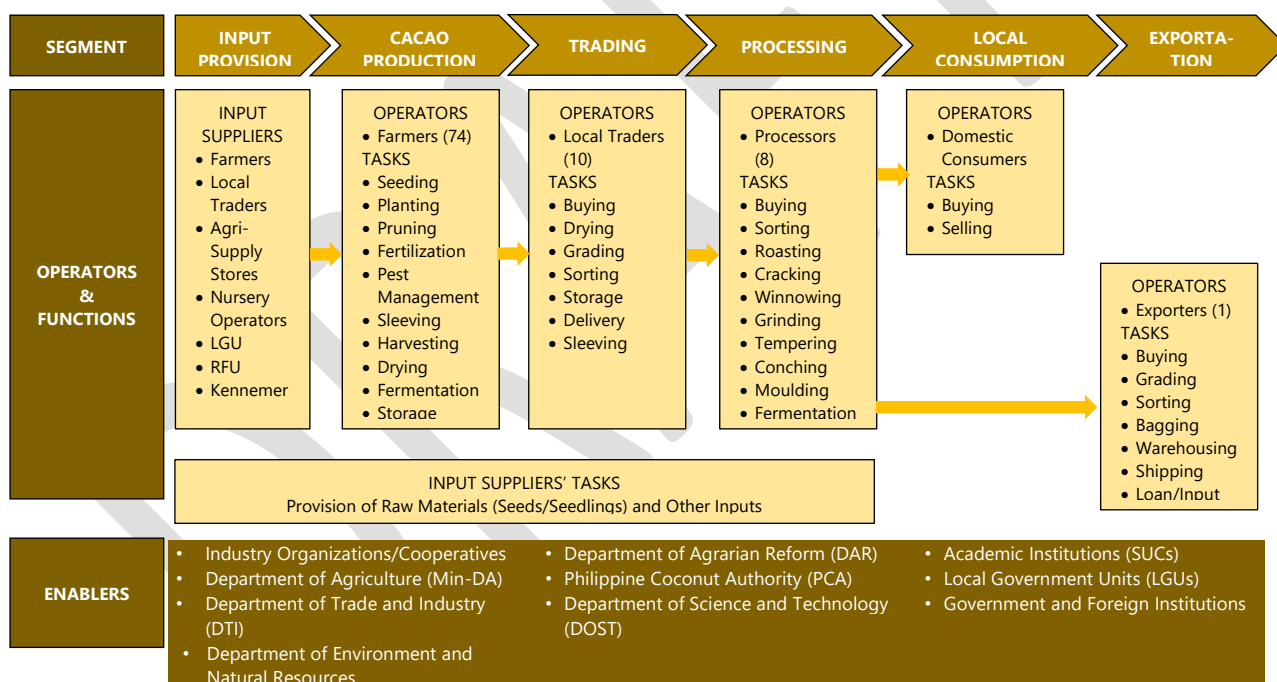 SEGMENT
INPUT
PROVISION
CACAO
PRODUCTION
TRADING
PROCESSING
LOCAL
CONSUMPTION
EXPORTA-
TION
OPERATORS
&
FUNCTIONS
INPUT
SUPPLIERS
• Farmers
• Local
Traders
• Agri-
Supply
Stores
• Nursery
Operators
• LGU
• RFU
• Kennemer
OPERATORS
• Farmers (74)
TASKS
• Seeding
• Planting
• Pruning
• Fertilization
• Pest
Management
• Sleeving
• Harvesting
• Drying
• Fermentation
• Storage
OPERATORS
• Local Traders
(10)
TASKS
• Buying
• Drying
• Grading
• Sorting
• Storage
• Delivery
• Sleeving
OPERATORS
• Processors
(8)
TASKS
• Buying
• Sorting
• Roasting
• Cracking
• Winnowing
• Grinding
• Tempering
• Conching
• Moulding
• Fermentation
OPERATORS
• Domestic
Consumers
TASKS
• Buying
• Selling
OPERATORS
• Exporters (1)
TASKS
• Buying
• Grading
• Sorting
• Bagging
• Warehousing
• Shipping
• Loan/Input
INPUT SUPPLIERS' TASKS
Provision of Raw Materials (Seeds/Seedlings) and Other Inputs
ENABLERS
• Industry Organizations/Cooperatives
• Department of Agriculture (Min-DA)
• Department of Trade and Industry
(DTI)
• Department of Environment and
Natural Resources
• Department of Agrarian Reform (DAR)
• Philippine Coconut Authority (PCA)
• Department of Science and Technology
(DOST)
• Academic Institutions (SUCs)
• Local Government Units (LGUs)
• Government and Foreign Institutions